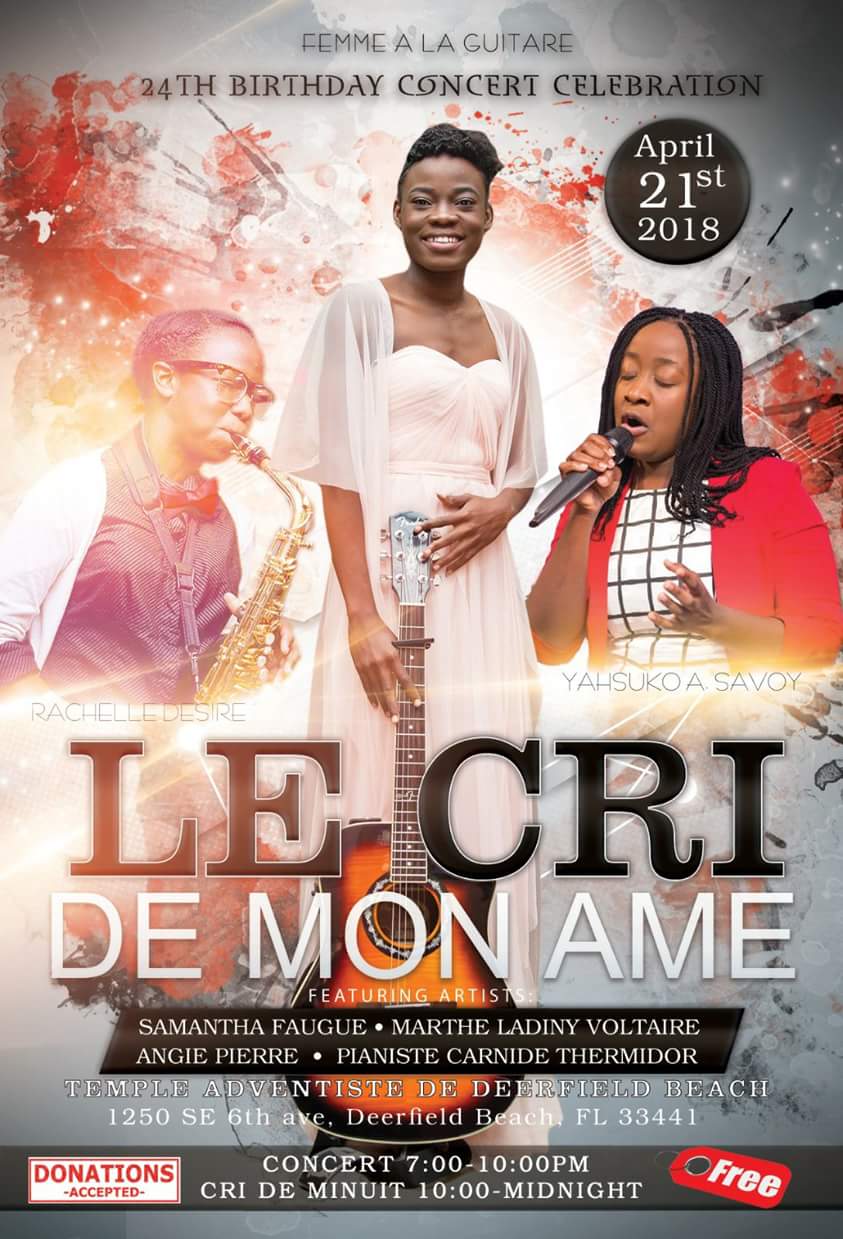 FEMME A LA GUITARE
24TH BIRTHDAY CONCERT CELEBRATION
April
21st
2018
Fender
YAHSUKO A. SAVOY
RACHELLE DESIRE
LE CRI
DE MON AME
FEATURING ARTISTS:
SAMANTHA FAUGUE • MARTHE LADINY VOLTAIRE
ANGIE PIERRE • PIANISTE CARNIDE THERMIDOR
TEMPLE ADVENTISTE DE DEERFIELD BEACH
1250 SE 6th ave, Deerfield Beach, FL 33441
DONATIONS
-ACCEPTED-
CONCERT 7:00-10:00PM
CRI DE MINUIT 10:00-MIDNIGHT
Free